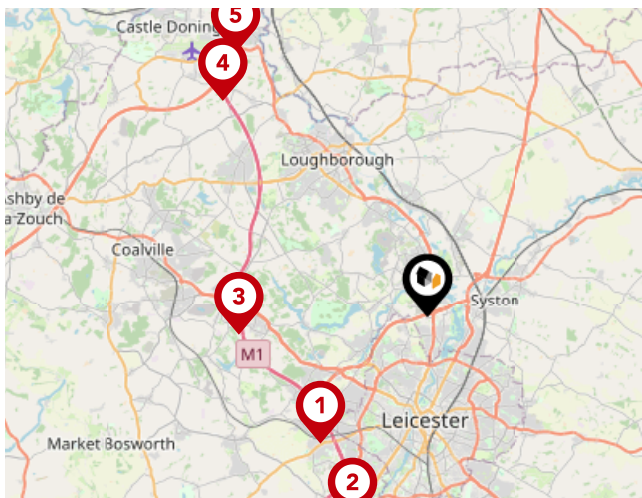 5
Castle Doning
4
Loughborough
shby de
a-Zouch
Coalville
3
Syston
M1
1
Leicester
Market Bosworth
2